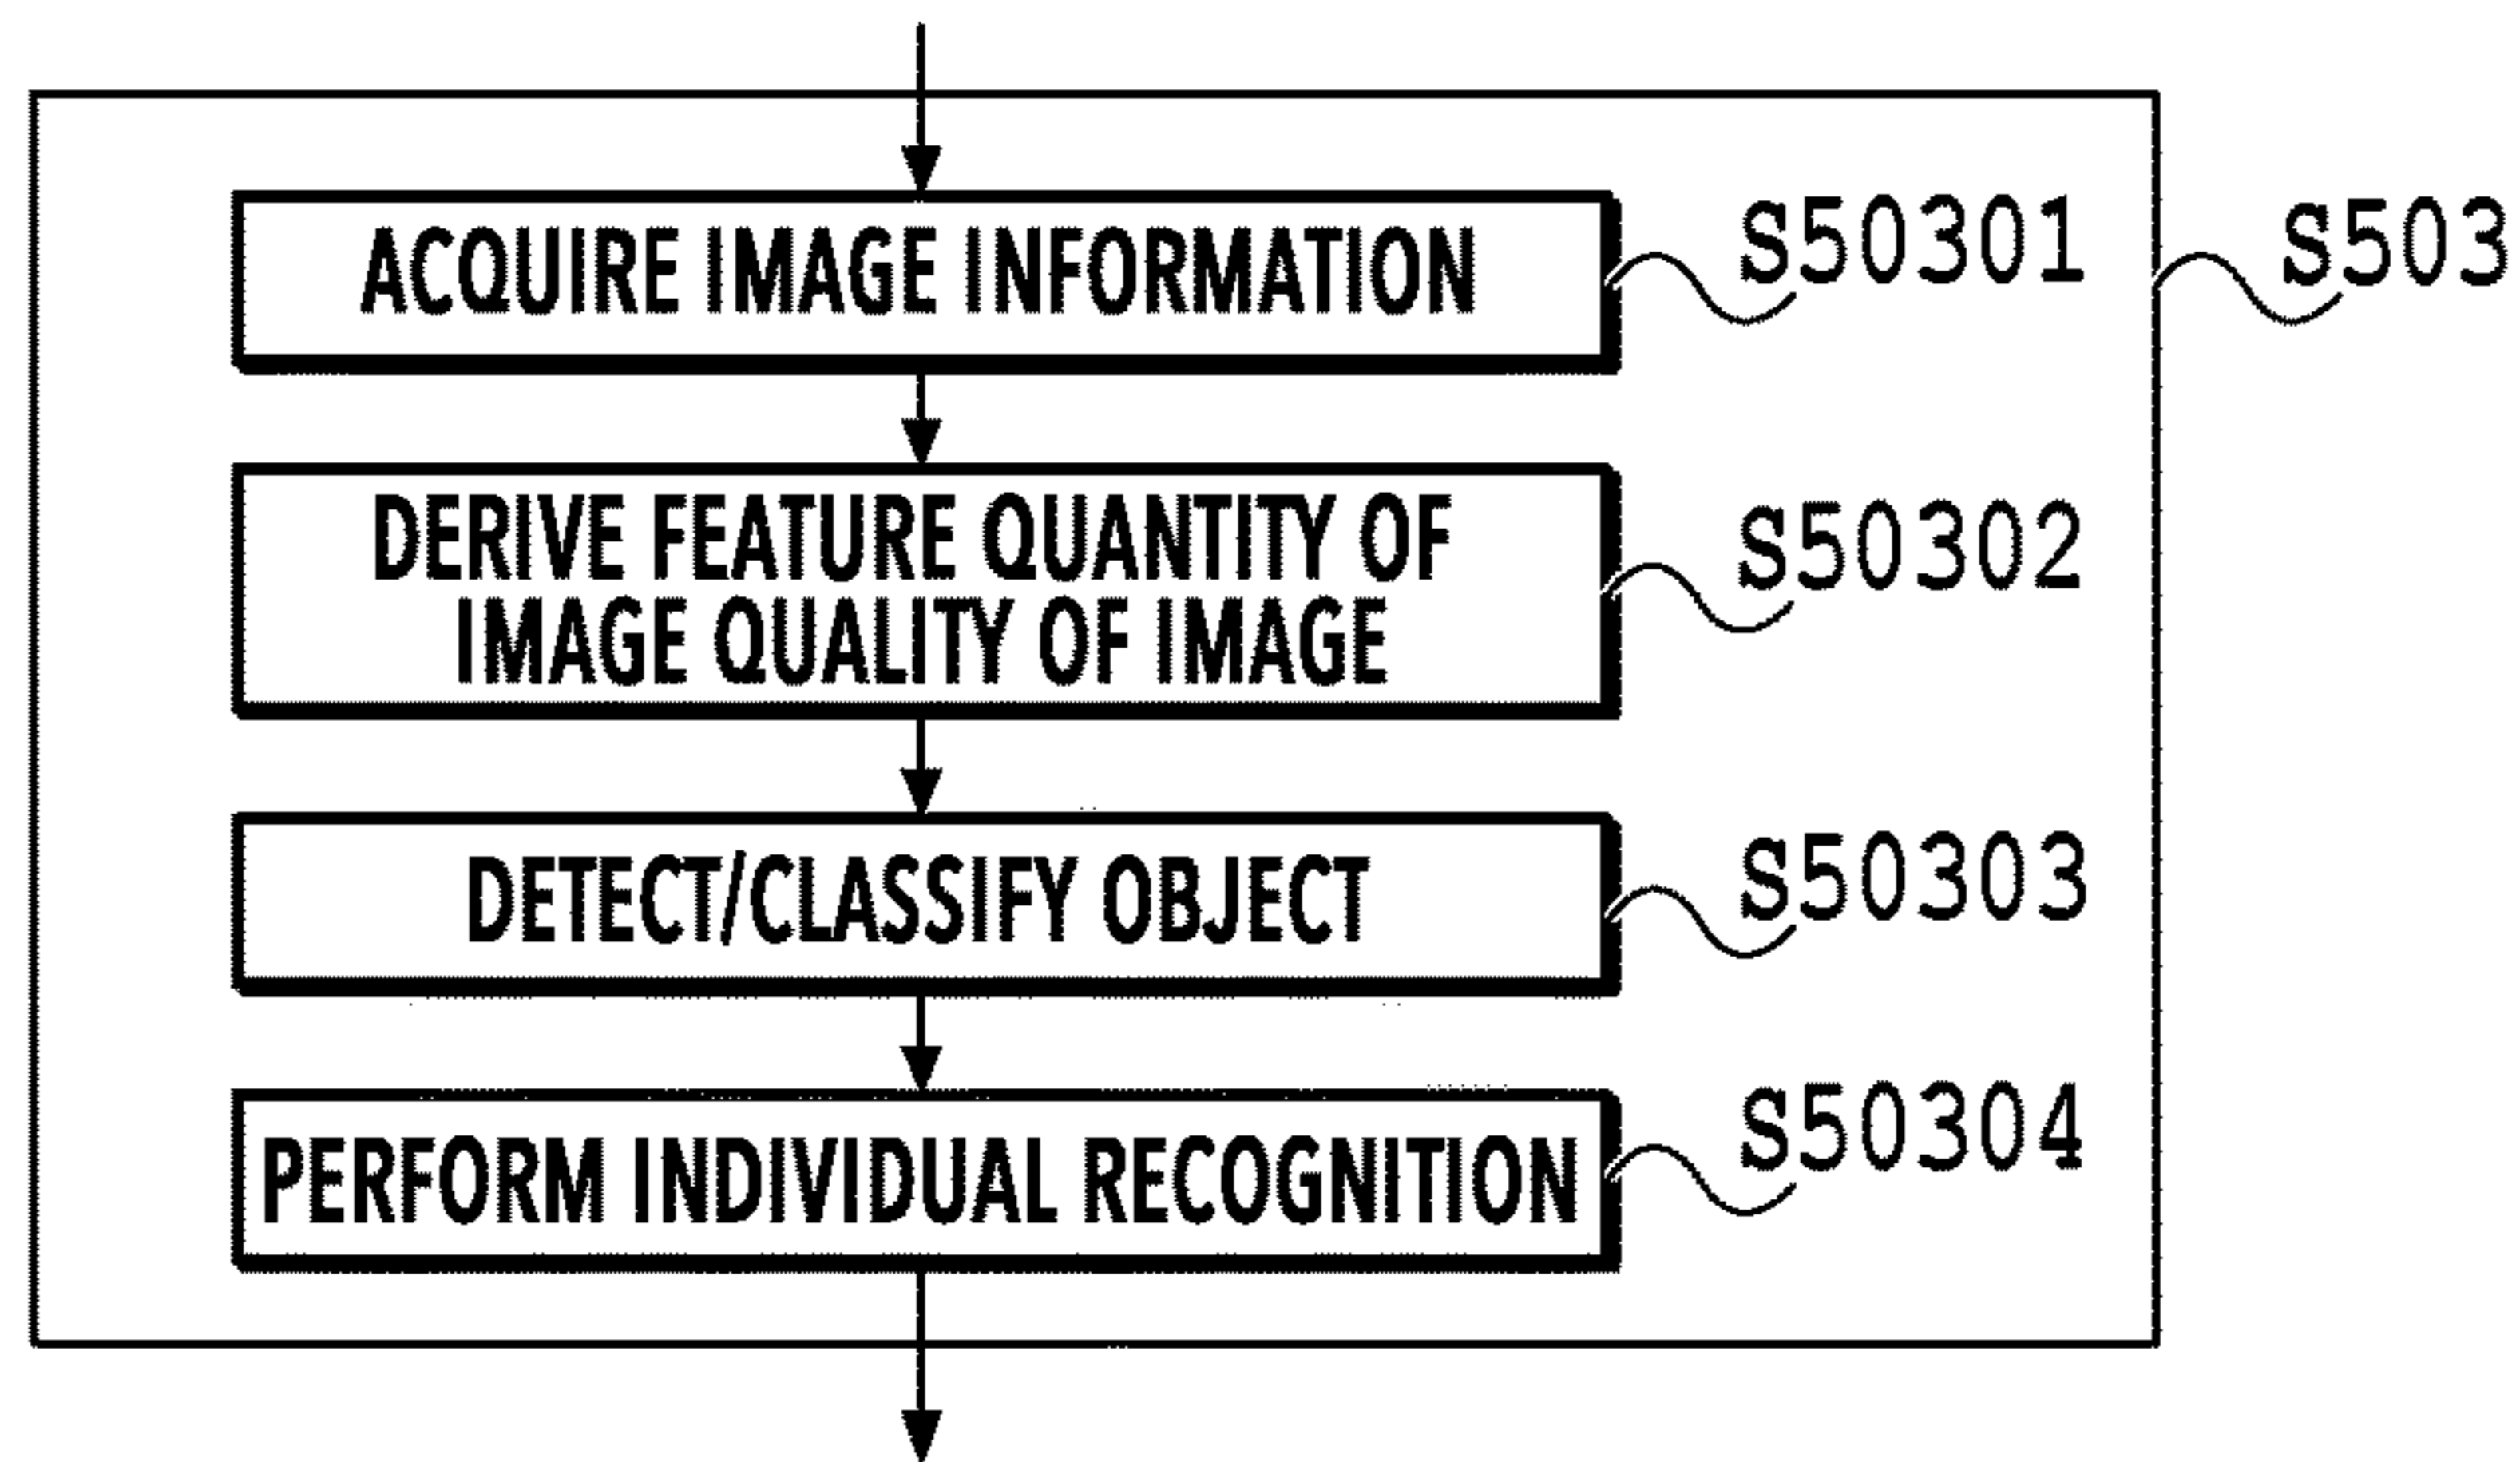 ACQUIRE IMAGE INFORMATION
S50301
S503
DERIVE FEATURE QUANTITY OF
IMAGE QUALITY OF IMAGE
S50302
DETECT/CLASSIFY OBJECT
S50303
PERFORM INDIVIDUAL RECOGNITION
S50304